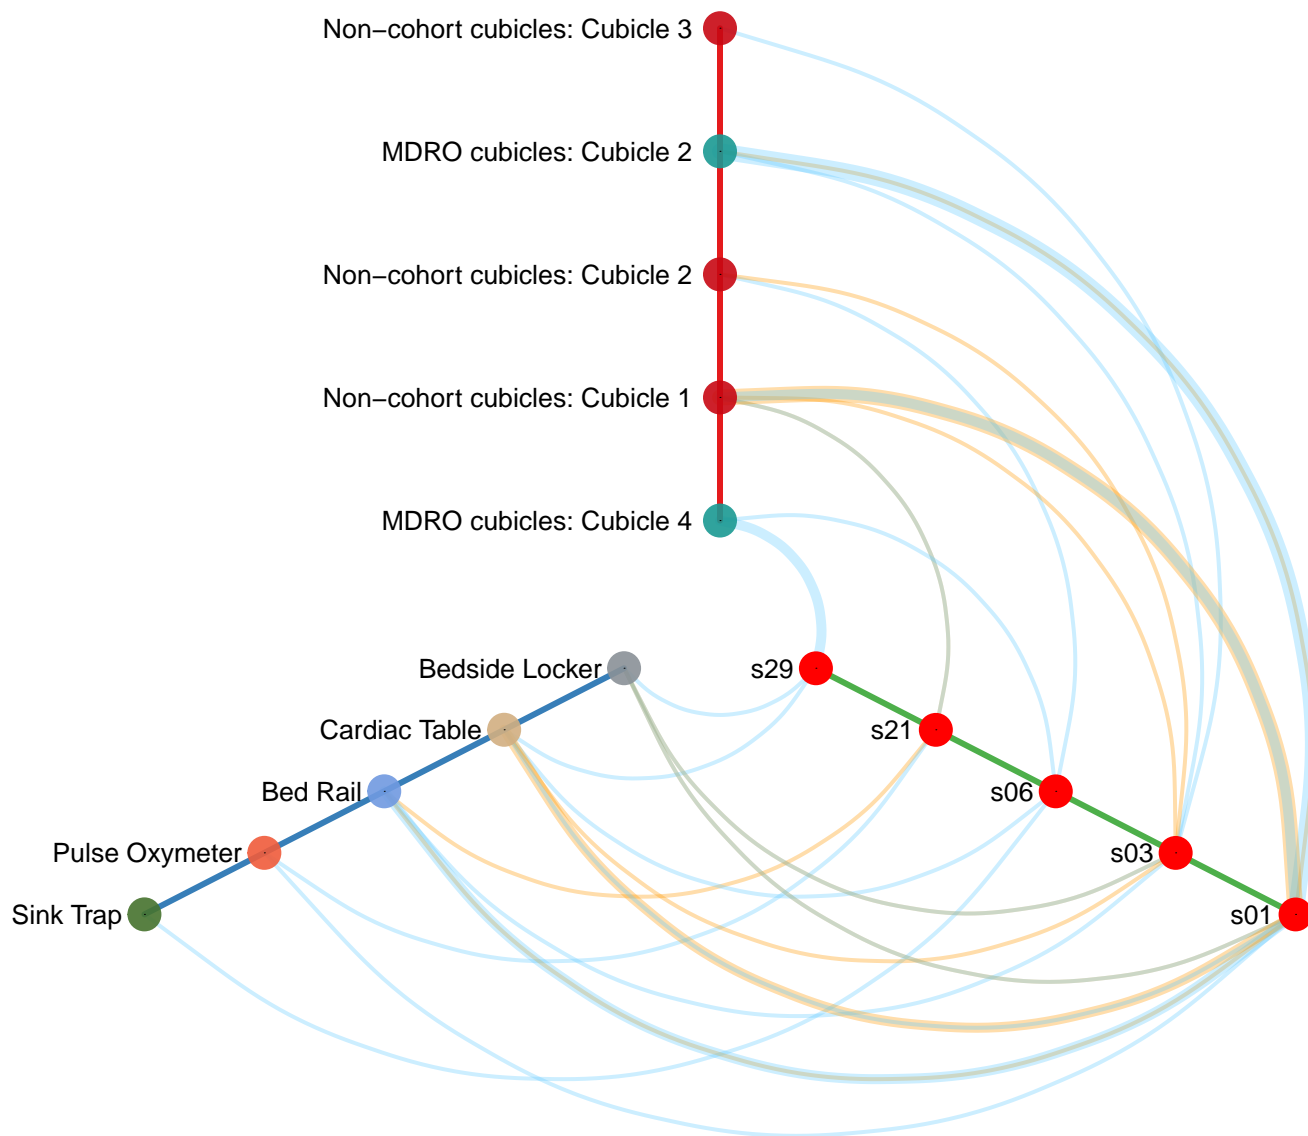 Non−cohort cubicles: Cubicle 3
MDRO cubicles: Cubicle 2
Non−cohort cubicles: Cubicle 2
Non−cohort cubicles: Cubicle 1
MDRO cubicles: Cubicle 4
Bedside Locker
s29
Cardiac Table
s21
Bed Rail
s06
Pulse Oxymeter
s03
Sink Trap
s01